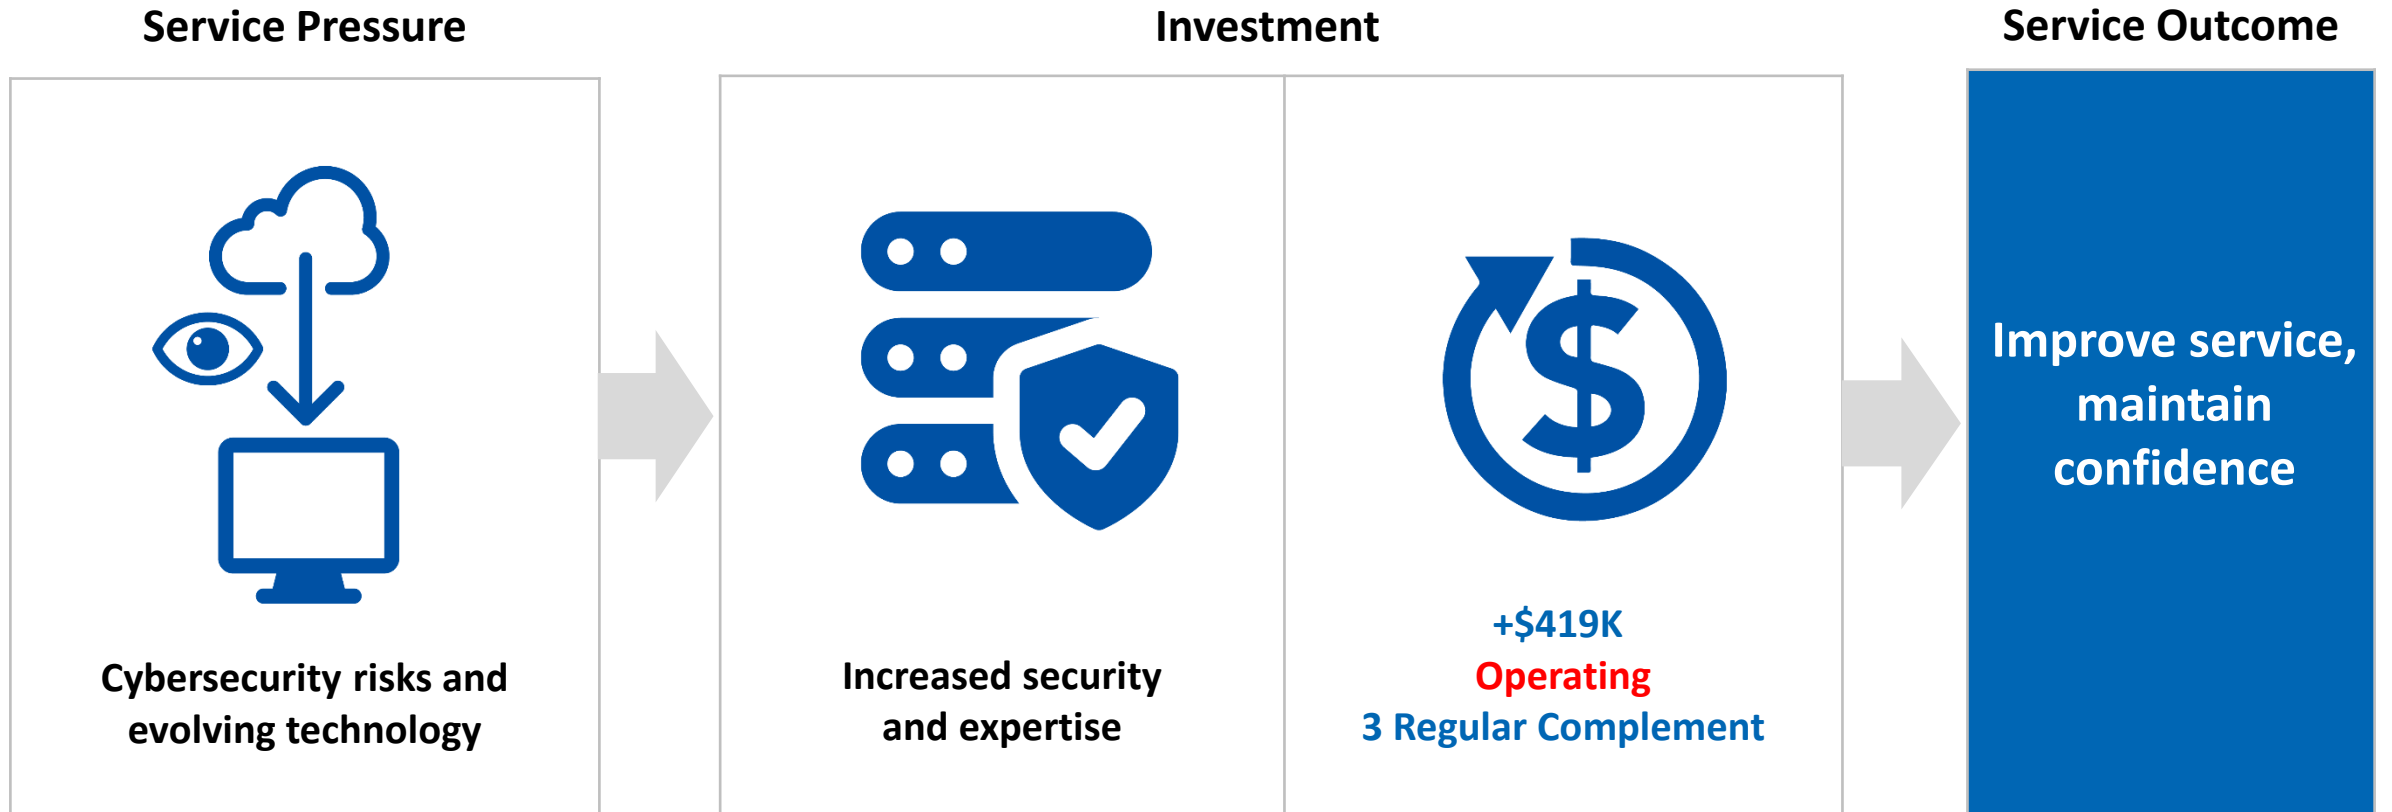 Service Pressure
Investment
Service Outcome
Cybersecurity risks and
evolving technology
Increased security
and expertise
+$419K
Operating
3 Regular Complement
Improve service,
maintain
confidence